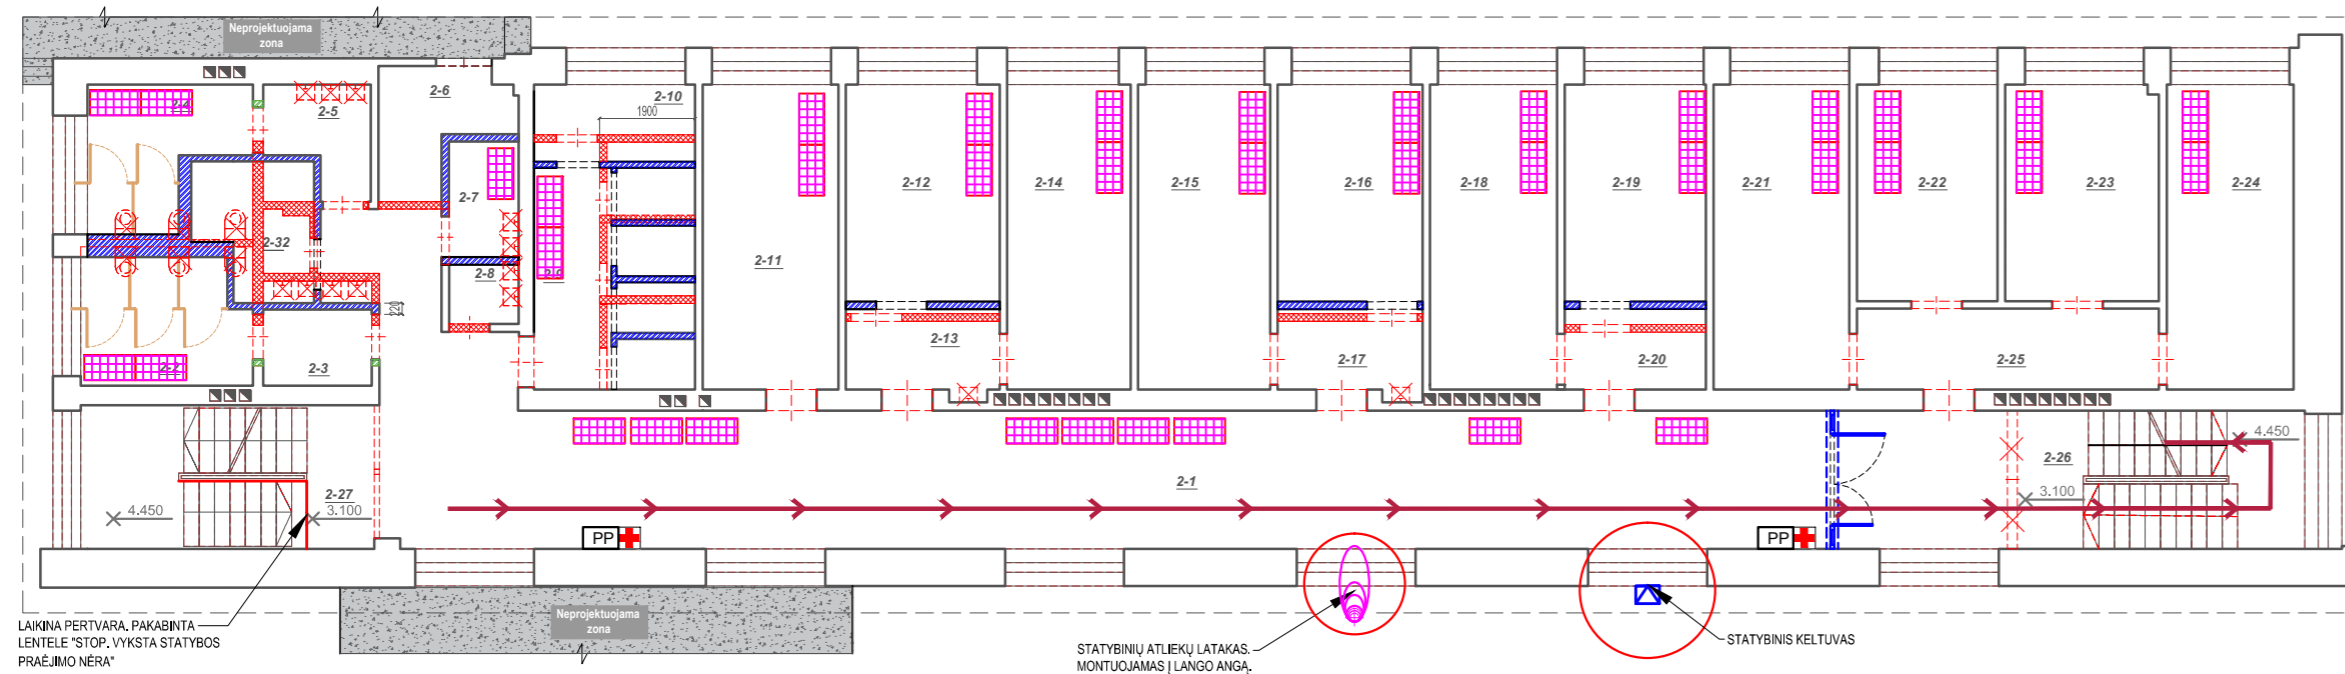 Neprojektuojama
zona
2-4
2-5
2-6
2-10
1900
2-7
2-12
2-14
2-15
2-16
2-18
2-19
2-21
2-22
2-23
2-24
2-32
2-8
2-9
2-11
220
2-13
2-17
2-20
2-25
2-2
2-3
2-1
2-26
4.450
3.100
2-27
4.450
3.100
PP
PP
Neprojektuojama
zona
LAIKINA PERTVARA. PAKABINTA
LENTELE "STOP. VYKSTA STATYBOS
PRAĖJIMO NĖRA"
STATYBINIŲ ATLIEKŲ LATAKAS.
MONTUOJAMAS Į LANGO ANGĄ.
STATYBINIS KELTUVAS